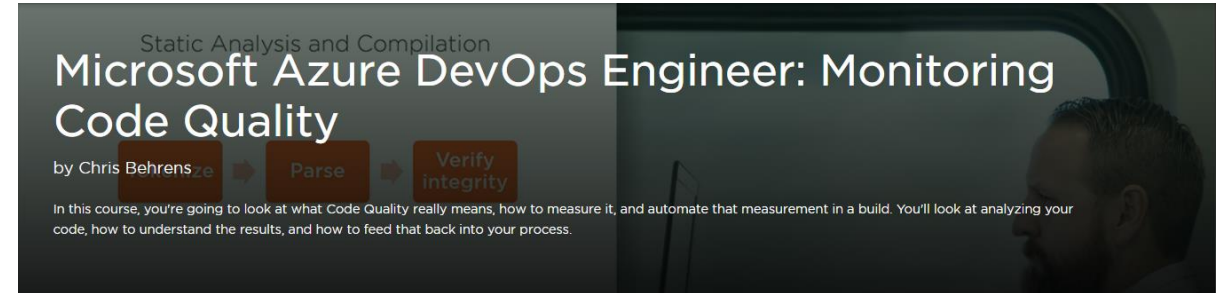 Static Analysis and Compilation
Microsoft Azure DevOps Engineer: Monitoring
Code Quality
by Chris Behrens
Parse
Verify
integrity
In this course, you're going to look at what Code Quality really means, how to measure it, and automate that measurement in a build. You'll look at analyzing your
code, how to understand the results, and how to feed that back into your process.